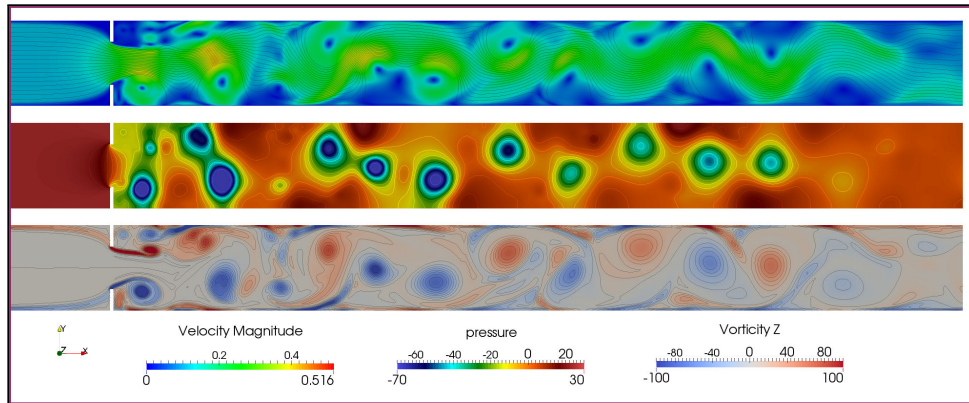 Velocity Magnitude
0.2 0.4
0 0.516
pressure
-60 -40 -20 0 20
-70 30
Vorticity Z
-80 -40 0 40 80
-100 100
Y
Z X